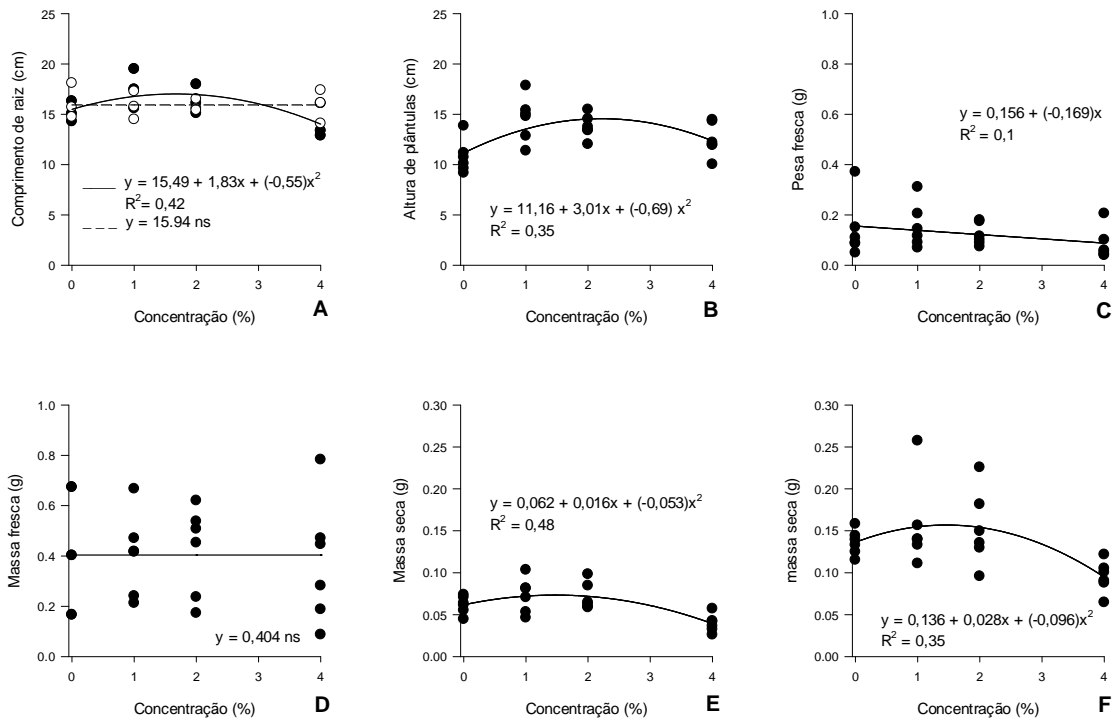 Comprimento de raiz (cm)
25
20
15
10
5
0
y = 15,49 + 1,83x + (-0,55)x²
R² = 0,42
y = 15.94 ns
0 1 2 3 4
Concentração (%)
A
Altura de plântulas (cm)
25
20
15
10
5
0
y = 11,16 + 3,01x + (-0,69) x²
R² = 0,35
0 1 2 3 4
Concentração (%)
B
Pesa fresca (g)
1.0
0.8
0.6
0.4
0.2
0.0
y = 0,156 + (-0,169)x
R² = 0,1
0 1 2 3 4
Concentração (%)
C
Massa fresca (g)
1.0
0.8
0.6
0.4
0.2
0.0
y = 0,404 ns
0 1 2 3 4
Concentração (%)
D
Massa seca (g)
0.30
0.25
0.20
0.15
0.10
0.05
0.00
y = 0,062 + 0,016x + (-0,053)x²
R² = 0,48
0 1 2 3 4
Concentração (%)
E
massa seca (g)
0.30
0.25
0.20
0.15
0.10
0.05
0.00
y = 0,136 + 0,028x + (-0,096)x²
R² = 0,35
0 1 2 3 4
Concentração (%)
F